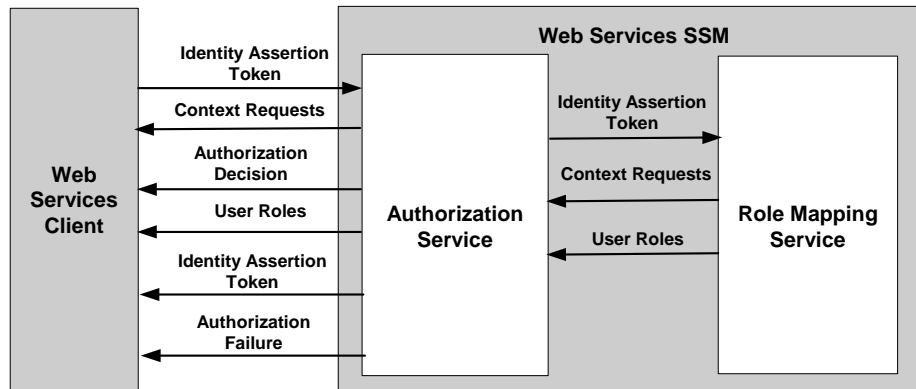 Web Services SSM
Identity Assertion
Token
Context Requests
Authorization
Decision
User Roles
Identity Assertion
Token
Authorization
Failure
Web
Services
Client
Authorization
Service
Identity Assertion
Token
Context Requests
User Roles
Role Mapping
Service